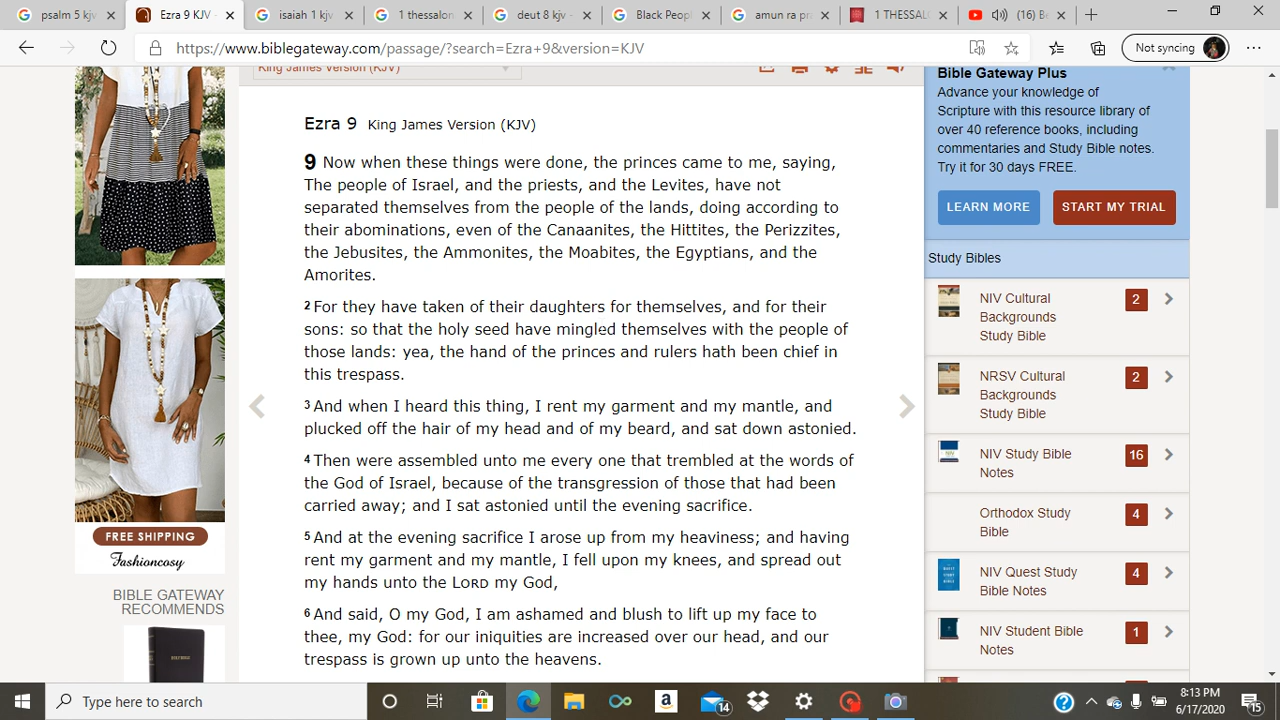 psalm 5 kj
Ezra 9 KJV
isaiah 1 kjv
1 thessalon
deut 8 kjv -
Black Peopl
amun ra pr
1 THESSAL
(16) Be
https://www.biblegateway.com/passage/?search=Ezra+9&version=KJV
Not syncing
King James Version (KJV)
Ezra 9 King James Version (KJV)
9 Now when these things were done, the princes came to me, saying,
The people of Israel, and the priests, and the Levites, have not
separated themselves from the people of the lands, doing according to
their abominations, even of the Canaanites, the Hittites, the Perizzites,
the Jebusites, the Ammonites, the Moabites, the Egyptians, and the
Amorites.
2 For they have taken of their daughters for themselves, and for their
sons: so that the holy seed have mingled themselves with the people of
those lands: yea, the hand of the princes and rulers hath been chief in
this trespass.
3 And when I heard this thing, I rent my garment and my mantle, and
plucked off the hair of my head and of my beard, and sat down astonied.
4 Then were assembled unto me every one that trembled at the words of
the God of Israel, because of the transgression of those that had been
carried away; and I sat astonied until the evening sacrifice.
5 And at the evening sacrifice I arose up from my heaviness; and having
rent my garment and my mantle, I fell upon my knees, and spread out
my hands unto the LORD my God,
6 And said, O my God, I am ashamed and blush to lift up my face to
thee, my God: for our iniquities are increased over our head, and our
trespass is grown up unto the heavens.
FREE SHIPPING
Fashioncosy
BIBLE GATEWAY
RECOMMENDS
Bible Gateway Plus
Advance your knowledge of
Scripture with this resource library of
over 40 reference books, including
commentaries and Study Bible notes.
Try it for 30 days FREE.
LEARN MORE
START MY TRIAL
Study Bibles
NIV Cultural
Backgrounds
Study Bible
2
NRSV Cultural
Backgrounds
Study Bible
2
NIV Study Bible
Notes
16
Orthodox Study
Bible
4
NIV Quest Study
Bible Notes
4
NIV Student Bible
Notes
1
Type here to search
14
8:13 PM
6/17/2020
15